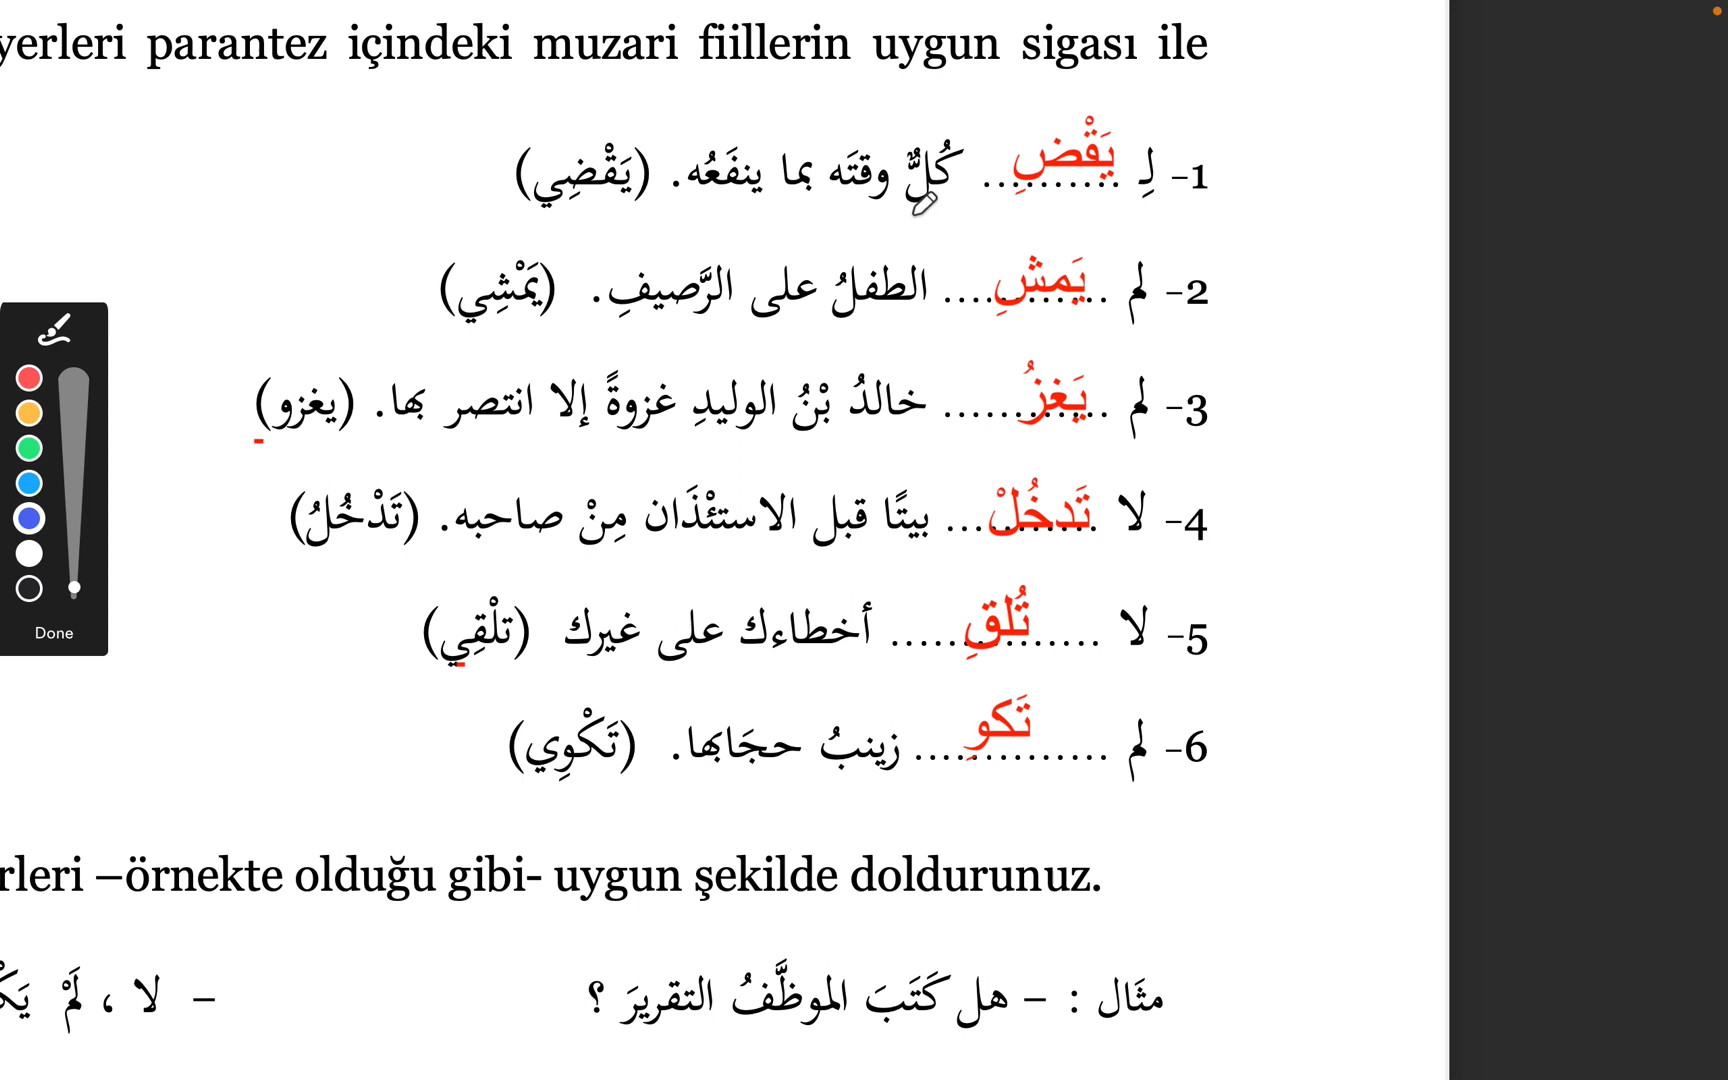 yerleri parantez içindeki muzari fiillerin uygun sigası ile
1- لِ يَقْضِ .......... كُلٌّ وقتَه بما ينفَعُه. (يَقْضِي)
2- لم يَمشِ ............ الطفلُ على الرَّصيفِ. (يَمْشِي)
3- لم يَغزُ ............ خالدُ بْنُ الوليدِ غزوةً إلا انتصر بها. (يغزو)
4- لا تَدخُلْ ........... بيتًا قبل الاستئْذَان مِنْ صاحبه. (تَدْخُلُ)
5- لا تُلقِ .............. أخطاءك على غيرك (تلْقِي)
6- لم تَكوِ .............. زينبُ حجَابها. (تَكْوِي)
Done
rleri –örnekte olduğu gibi- uygun şekilde doldurunuz.
مثَال : – هل كَتَبَ الموظَّفُ التقريرَ ؟ – لا ، لَمْ يَكْ